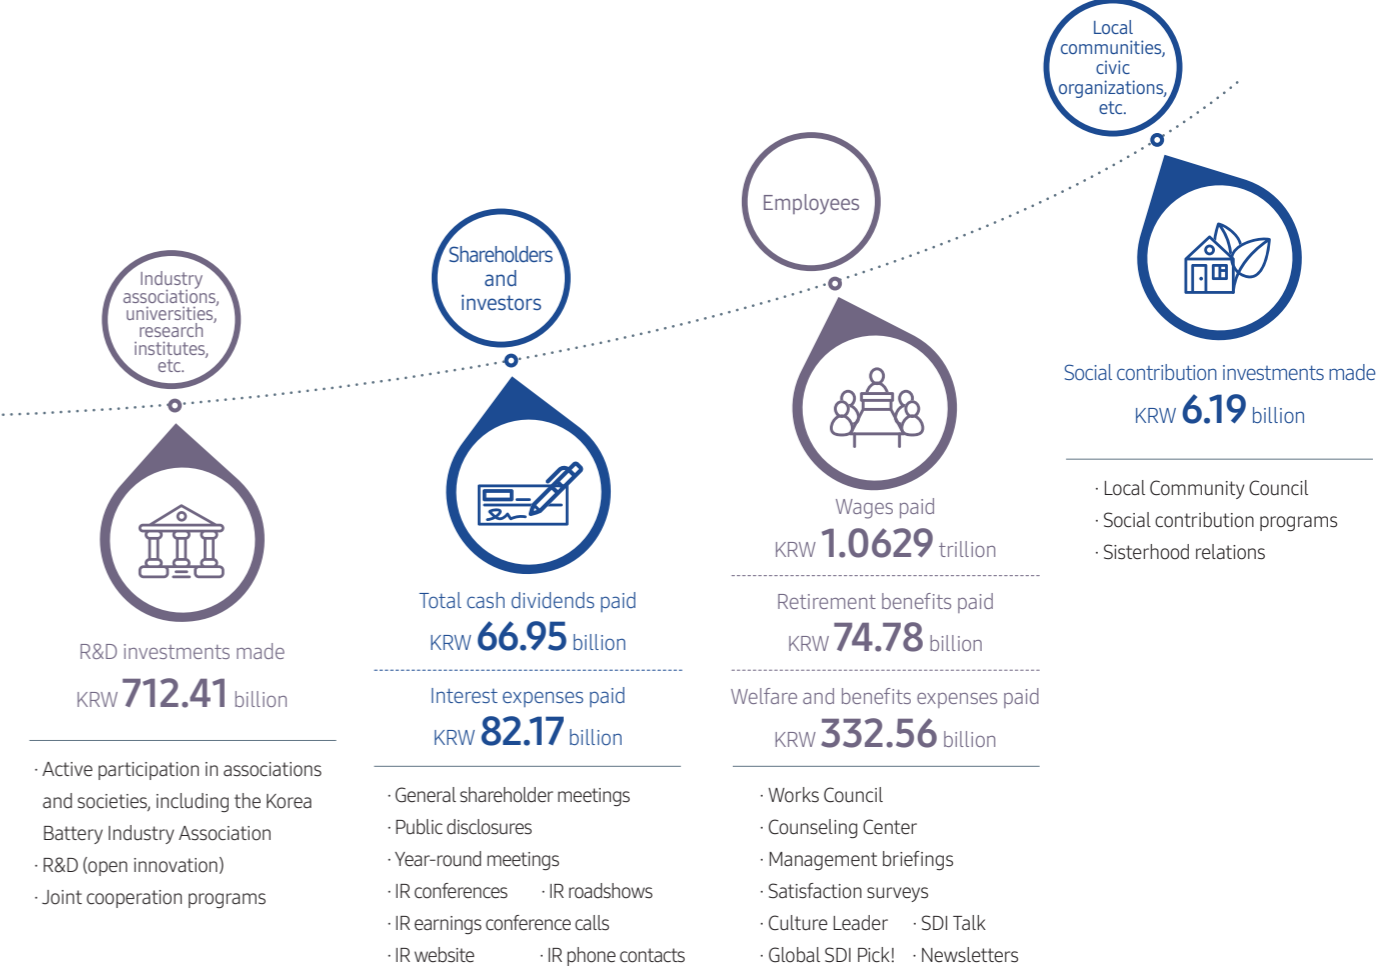 Industry
associations,
universities,
research
institutes,
etc.
R&D investments made
KRW 712.41 billion
· Active participation in associations
and societies, including the Korea
Battery Industry Association
· R&D (open innovation)
· Joint cooperation programs
Shareholders
and
investors
Total cash dividends paid
KRW 66.95 billion
Interest expenses paid
KRW 82.17 billion
· General shareholder meetings
· Public disclosures
· Year-round meetings
· IR conferences · IR roadshows
· IR earnings conference calls
· IR website · IR phone contacts
Employees
Wages paid
KRW 1.0629 trillion
Retirement benefits paid
KRW 74.78 billion
Welfare and benefits expenses paid
KRW 332.56 billion
· Works Council
· Counseling Center
· Management briefings
· Satisfaction surveys
· Culture Leader · SDI Talk
· Global SDI Pick! · Newsletters
Local
communities,
civic
organizations,
etc.
Social contribution investments made
KRW 6.19 billion
· Local Community Council
· Social contribution programs
· Sisterhood relations